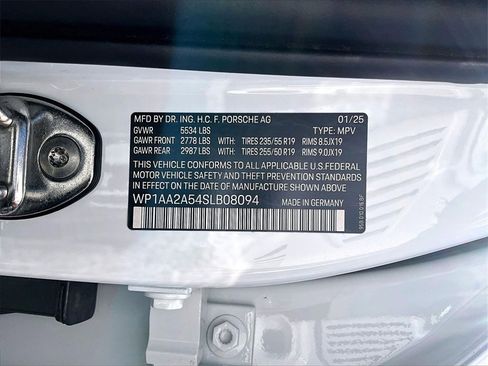 MFD BY DR. ING. H.C. F. PORSCHE AG 01/25
GVWR 5534 LBS TYPE: MPV
GAWR FRONT 2778 LBS WITH: TIRES 235/55 R19 RIMS 8.5JX19
GAWR REAR 2987 LBS WITH: TIRES 255/50 R19 RIMS 9.0JX19
THIS VEHICLE CONFORMS TO ALL APPLICABLE U.S. FEDERAL
MOTOR VEHICLE SAFETY, BUMPER,
AND THEFT PREVENTION STANDARDS
IN EFFECT ON THE DATE OF MANUFACTURE SHOWN ABOVE.
WP1AA2A54SLB08094 MADE IN GERMANY